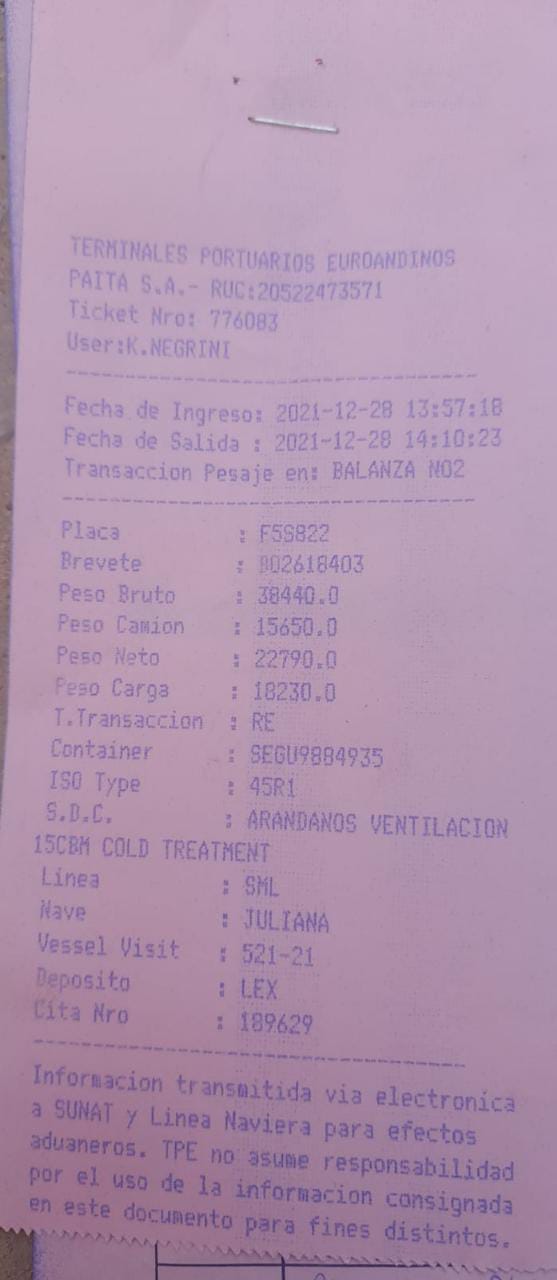 TERMINALES PORTUARIOS EUROANDINOS
PAITA S.A.- RUC:20522473571
Ticket Nro: 776083
User:K.NEGRINI
Fecha de Ingreso: 2021-12-28 13:57:18
Fecha de Salida : 2021-12-28 14:10:23
Transaccion Pesaje en: BALANZA NO2
Placa : F5S822
Brevete : B02618403
Peso Bruto : 38440.0
Peso Camion : 15650.0
Peso Neto : 22790.0
Peso Carga : 18230.0
T.Transaccion : RE
Container : SEGU9884935
ISO Type : 45R1
S.D.C. : ARANDANOS VENTILACION
15CBM COLD TREATMENT
Linea : SML
Nave : JULIANA
Vessel Visit : 521-21
Deposito : LEX
Cita Nro : 189629
Informacion transmitida via electronica
a SUNAT y Linea Naviera para efectos
aduaneros. TPE no asume responsabilidad
por el uso de la informacion consignada
en este documento para fines distintos.